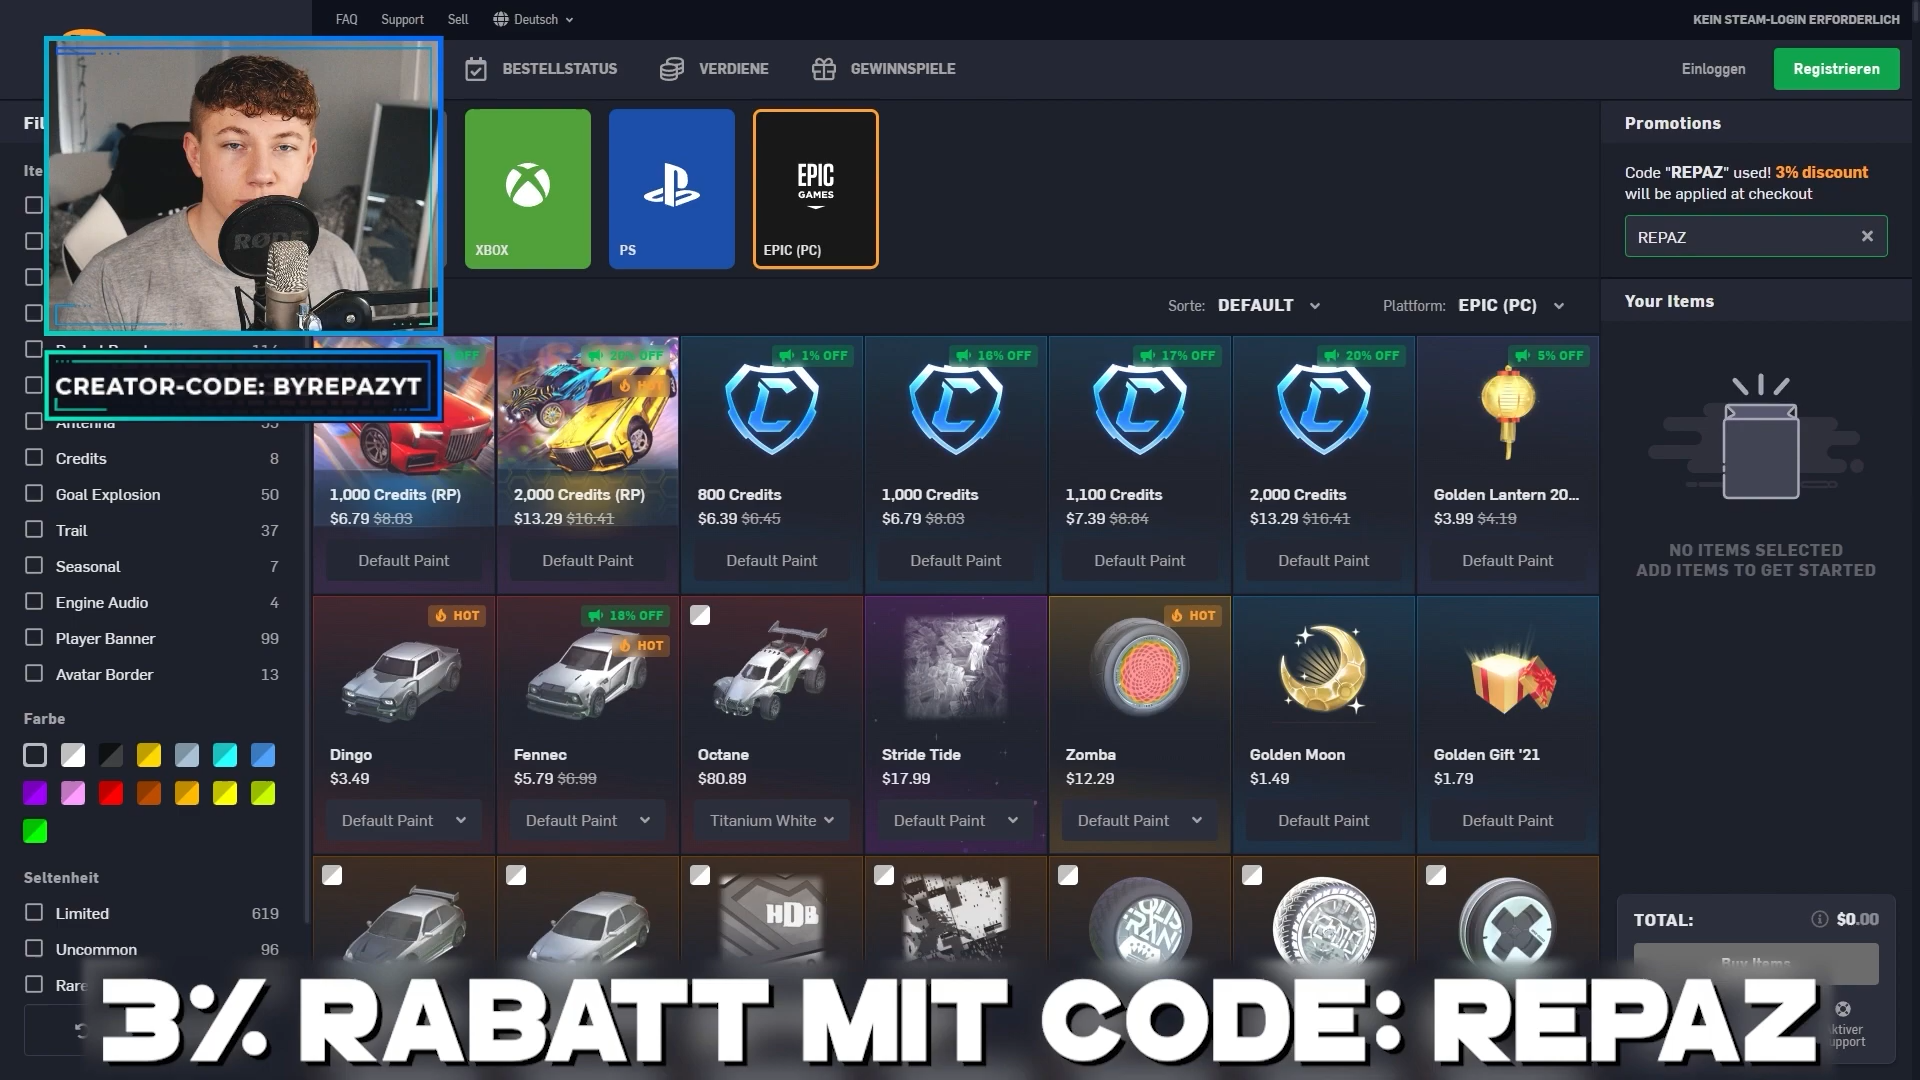 FAQ
Support
Sell
Deutsch
KEIN STEAM-LOGIN ERFORDERLICH
BESTELLSTATUS
VERDIENE
GEWINNSPIELE
Einloggen
Registrieren
RØDE
CREATOR-CODE: BYREPAZYT
XBOX
PS
EPIC
GAMES
EPIC (PC)
Promotions
Code "REPAZ" used! 3% discount
will be applied at checkout
REPAZ
Sorte: DEFAULT
Plattform: EPIC (PC)
Your Items
NO ITEMS SELECTED
ADD ITEMS TO GET STARTED
Credits 8
Goal Explosion 50
Trail 37
Seasonal 7
Engine Audio 4
Player Banner 99
Avatar Border 13
Farbe
Seltenheit
Limited 619
Uncommon 96
Rare
OFF
20% OFF
HOT
1% OFF
16% OFF
17% OFF
20% OFF
5% OFF
1,000 Credits (RP)
$6.79 $8.03
Default Paint
2,000 Credits (RP)
$13.29 $16.41
Default Paint
800 Credits
$6.39 $6.45
Default Paint
1,000 Credits
$6.79 $8.03
Default Paint
1,100 Credits
$7.39 $8.84
Default Paint
2,000 Credits
$13.29 $16.41
Default Paint
Golden Lantern 20...
$3.99 $4.19
Default Paint
HOT
Dingo
$3.49
Default Paint
18% OFF
HOT
Fennec
$5.79 $6.99
Default Paint
Octane
$80.89
Titanium White
Stride Tide
$17.99
Default Paint
HOT
Zomba
$12.29
Default Paint
Golden Moon
$1.49
Default Paint
Golden Gift '21
$1.79
Default Paint
HDB
TOTAL: $0.00
Buy Items
3% RABATT MIT CODE: REPAZ